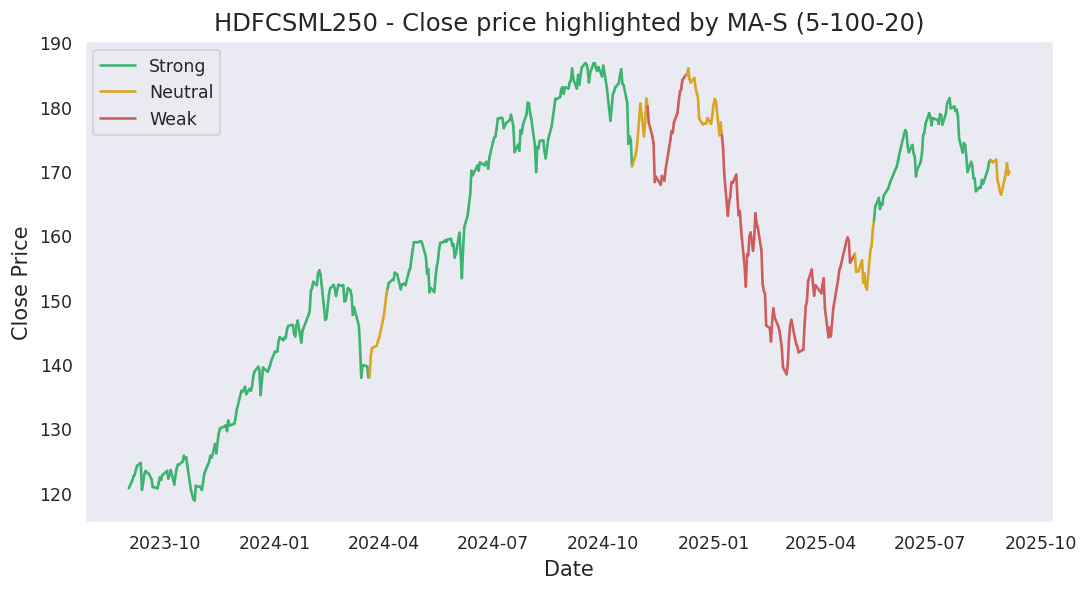 HDFCSML250 - Close price highlighted by MA-S (5-100-20)
Strong
Neutral
Weak
190
180
170
160
150
140
130
120
Close Price
2023-10
2024-01
2024-04
2024-07
2024-10
2025-01
2025-04
2025-07
2025-10
Date